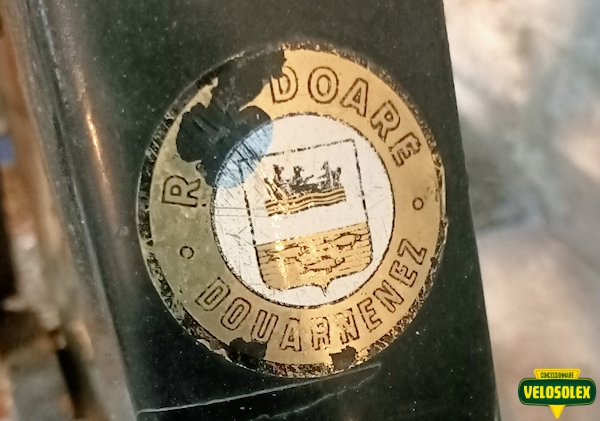 R DOARE
DOUARNENEZ
CONCESSIONNAIRE
VELOSOLEX